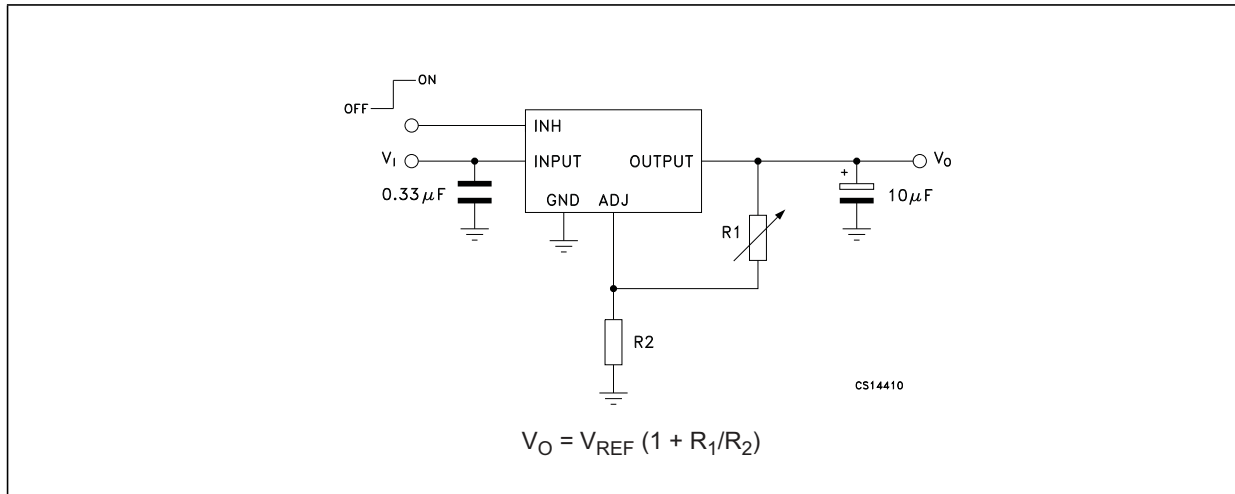 ON
OFF
INH
V_I
INPUT
OUTPUT
V_O
0.33μF
GND
ADJ
+
10μF
R1
R2
CS14410
V_O = V_REF (1 + R_1/R_2)